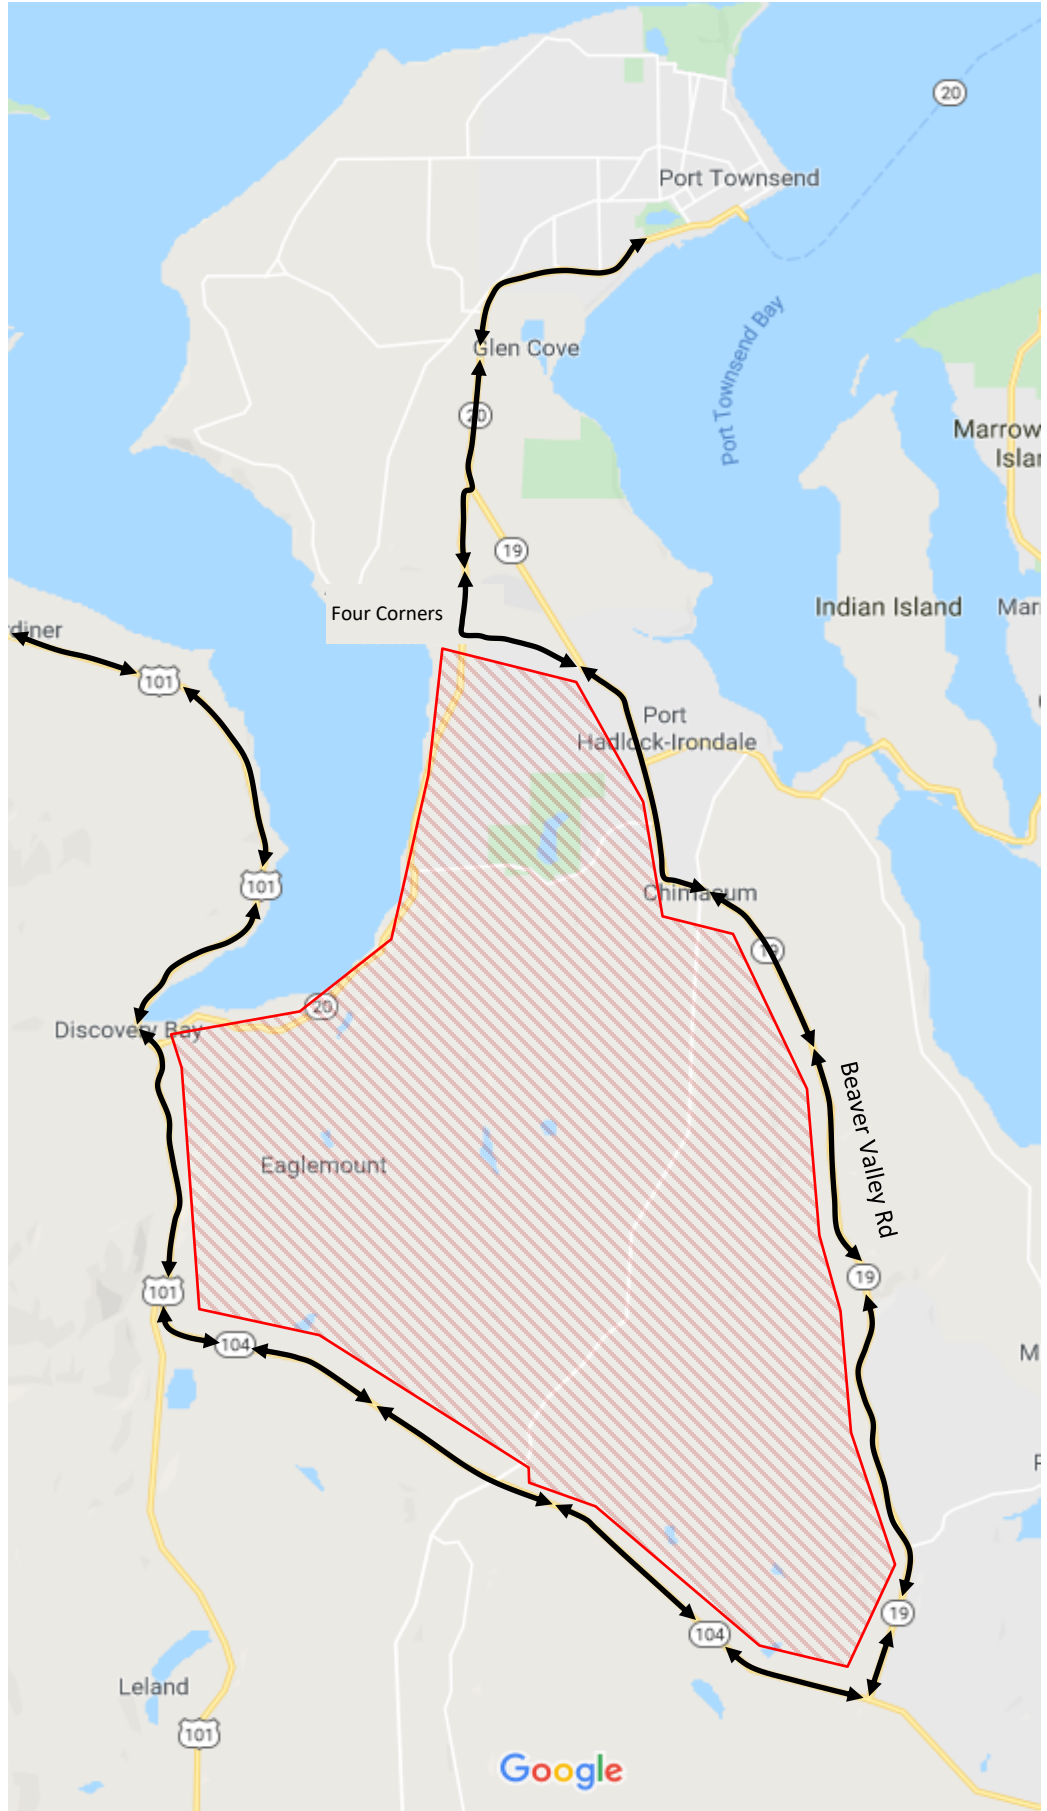 20
Port Townsend
Glen Cove
20
Port Townsend Bay
Marrow
Islan
19
Four Corners
Indian Island
Mar
diner
101
Port
Hadlock-Irondale
101
Chimacum
19
20
Discovery Bay
Beaver Valley Rd
Eaglemount
19
101
104
M
19
104
Leland
101
Google